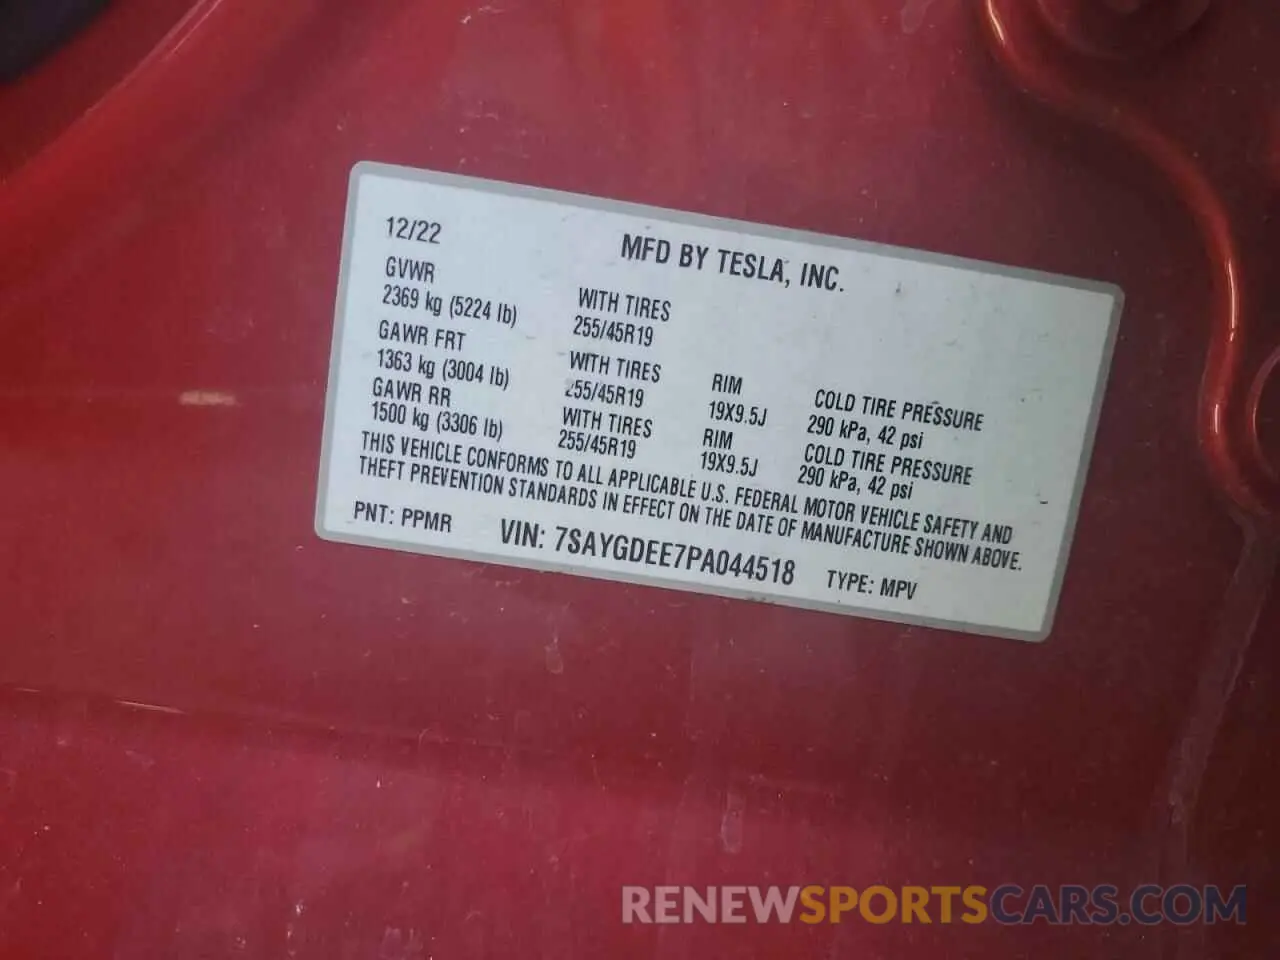 12/22
MFD BY TESLA, INC.
GVWR
2369 kg (5224 lb)
WITH TIRES
255/45R19
GAWR FRT
1363 kg (3004 lb)
WITH TIRES
255/45R19
RIM
19X9.5J
COLD TIRE PRESSURE
290 kPa, 42 psi
GAWR RR
1500 kg (3306 lb)
WITH TIRES
255/45R19
RIM
19X9.5J
COLD TIRE PRESSURE
290 kPa, 42 psi
THIS VEHICLE CONFORMS TO ALL APPLICABLE U.S. FEDERAL MOTOR VEHICLE SAFETY AND
THEFT PREVENTION STANDARDS IN EFFECT ON THE DATE OF MANUFACTURE SHOWN ABOVE.
PNT: PPMR VIN: 7SAYGDEE7PA044518 TYPE: MPV
RENEWSPORTSCARS.COM